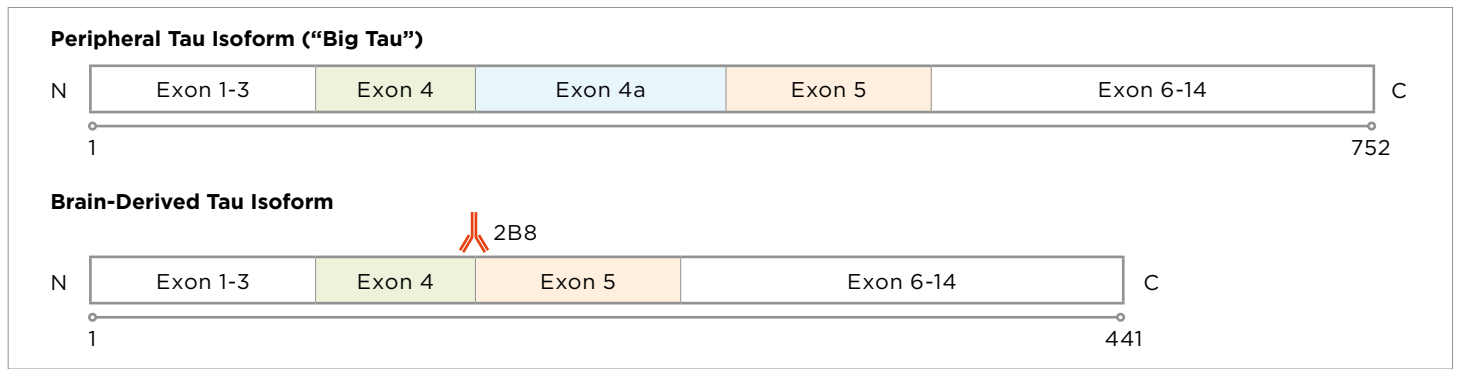 Peripheral Tau Isoform (“Big Tau”)
N Exon 1-3 Exon 4 Exon 4a Exon 5 Exon 6-14 C
1 752
Brain-Derived Tau Isoform
2B8
N Exon 1-3 Exon 4 Exon 5 Exon 6-14 C
1 441